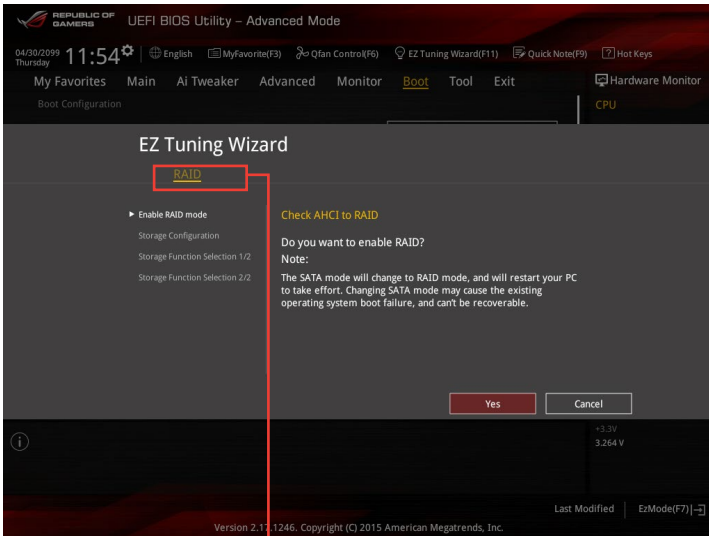 REPUBLIC OF
GAMERS
UEFI BIOS Utility – Advanced Mode
04/30/2099
Thursday
11:54
English
MyFavorite(F3)
Qfan Control(F6)
EZ Tuning Wizard(F11)
Quick Note(F9)
? Hot Keys
My Favorites Main Ai Tweaker Advanced Monitor Boot Tool Exit
Hardware Monitor
Boot Configuration
CPU
EZ Tuning Wizard
RAID
Enable RAID mode
Storage Configuration
Storage Function Selection 1/2
Storage Function Selection 2/2
Check AHCI to RAID
Do you want to enable RAID?
Note:
The SATA mode will change to RAID mode, and will restart your PC
to take effort. Changing SATA mode may cause the existing
operating system boot failure, and can't be recoverable.
Yes
Cancel
+3.3V
3.264 V
Last Modified
EzMode(F7)
Version 2.17.1246. Copyright (C) 2015 American Megatrends, Inc.